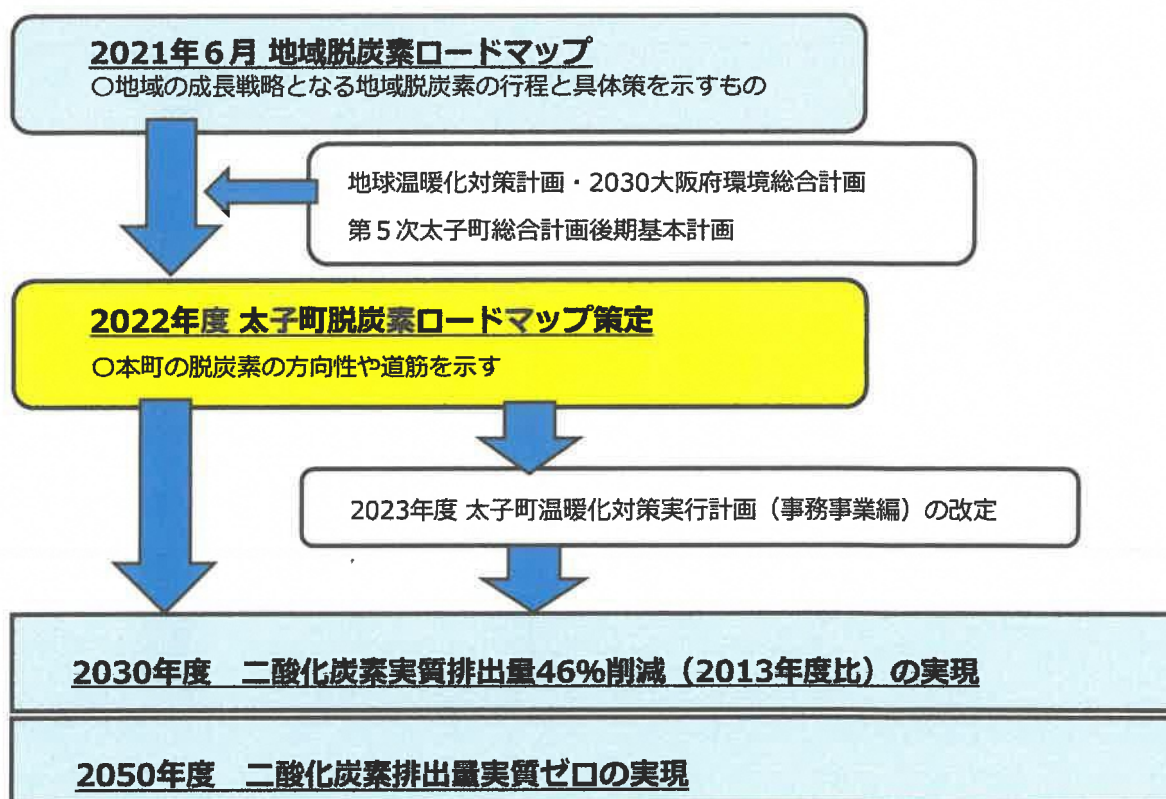 2021年6月 地域脱炭素ロードマップ
○地域の成長戦略となる地域脱炭素の行程と具体策を示すもの
地球温暖化対策計画・2030大阪府環境総合計画
第5次太子町総合計画後期基本計画
2022年度 太子町脱炭素ロードマップ策定
○本町の脱炭素の方向性や道筋を示す
2023年度 太子町温暖化対策実行計画（事務事業編）の改定
2030年度　二酸化炭素実質排出量46%削減（2013年度比）の実現
2050年度　二酸化炭素排出量実質ゼロの実現